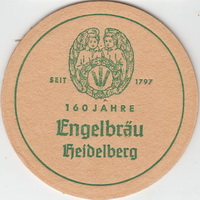 SEIT 1797
160 JAHRE
Engelbräu
Heidelberg